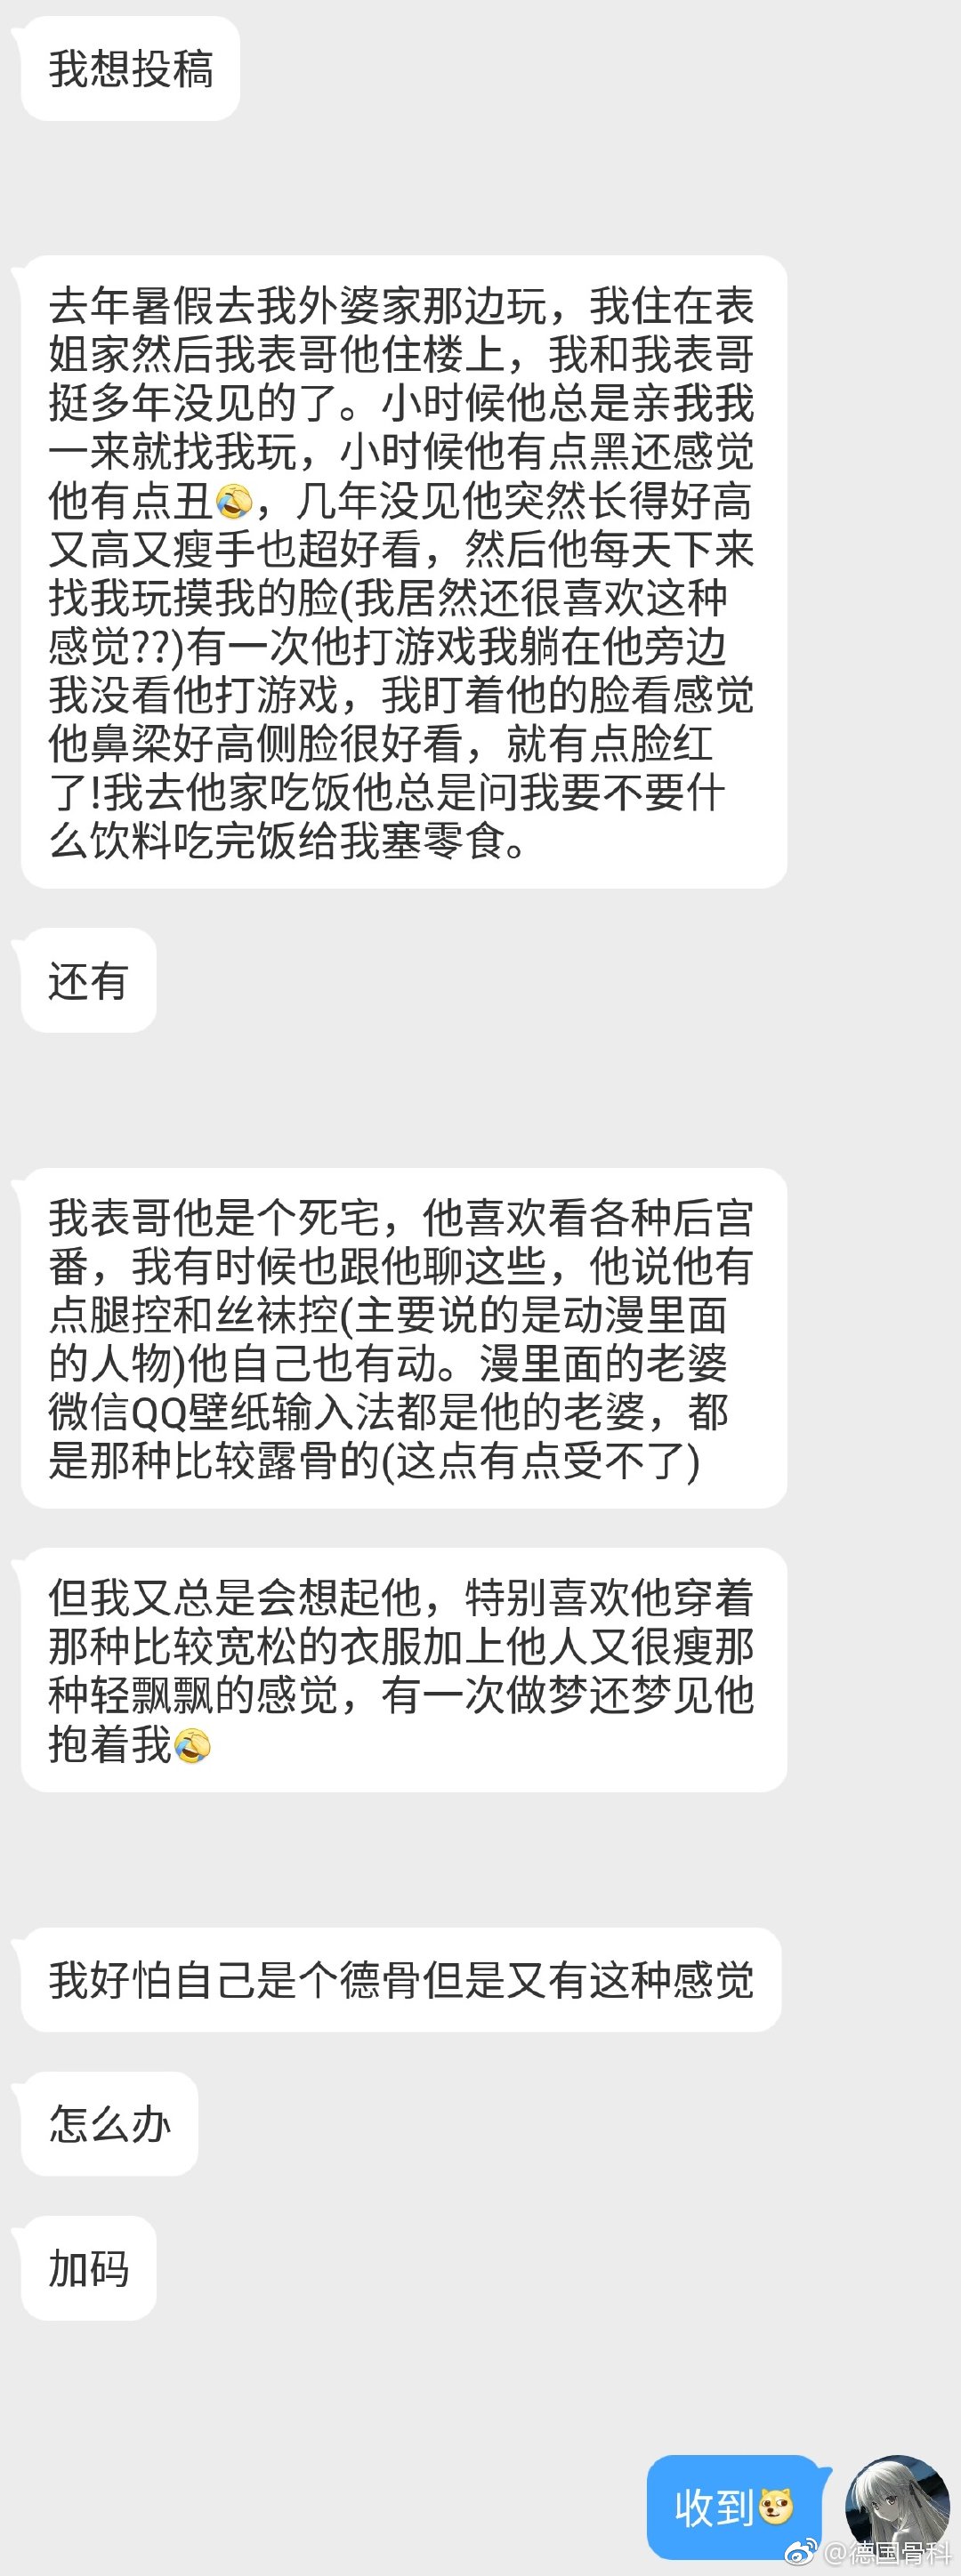 我想投稿
去年暑假去我外婆家那边玩，我住在表
姐家然后我表哥他住楼上，我和我表哥
挺多年没见的了。小时候他总是亲我我
一来就找我玩，小时候他有点黑还感觉
他有点丑🤣，几年没见他突然长得好高
又高又瘦手也超好看，然后他每天下来
找我玩摸我的脸(我居然还很喜欢这种
感觉??)有一次他打游戏我躺在他旁边
我没看他打游戏，我盯着他的脸看感觉
他鼻梁好高侧脸很好看，就有点脸红
了!我去他家吃饭他总是问我要不要什
么饮料吃完饭给我塞零食。
还有
我表哥他是个死宅，他喜欢看各种后宫
番，我有时候也跟他聊这些，他说他有
点腿控和丝袜控(主要说的是动漫里面
的人物)他自己也有动。漫里面的老婆
微信QQ壁纸输入法都是他的老婆，都
是那种比较露骨的(这点有点受不了)
但我又总是会想起他，特别喜欢他穿着
那种比较宽松的衣服加上他人又很瘦那
种轻飘飘的感觉，有一次做梦还梦见他
抱着我🤣
我好怕自己是个德骨但是又有这种感觉
怎么办
加码
收到
@德国骨科